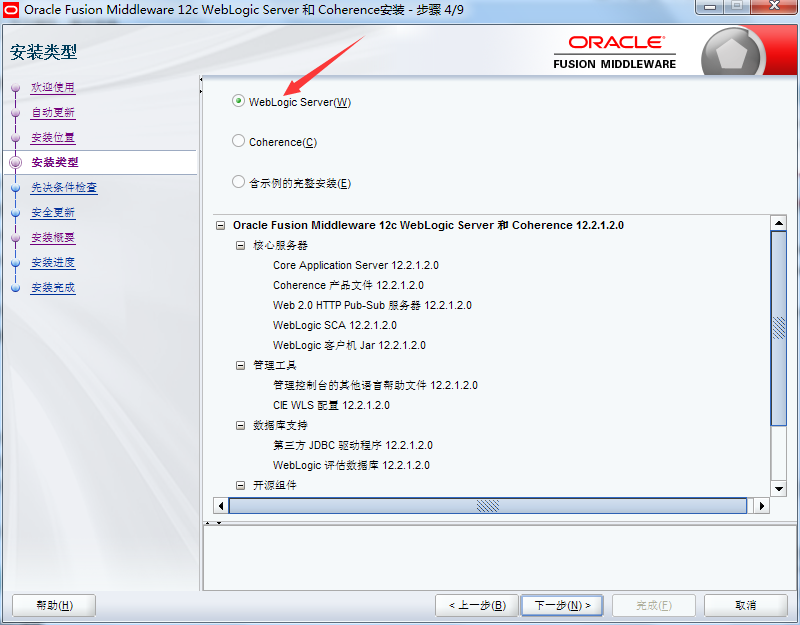 Oracle Fusion Middleware 12c WebLogic Server 和 Coherence安装 - 步骤 4/9
安装类型
ORACLE
FUSION MIDDLEWARE
欢迎使用
自动更新
安装位置
安装类型
先决条件检查
安全更新
安装概要
安装进度
安装完成
WebLogic Server(W)
Coherence(C)
含示例的完整安装(E)
Oracle Fusion Middleware 12c WebLogic Server 和 Coherence 12.2.1.2.0
核心服务器
Core Application Server 12.2.1.2.0
Coherence 产品文件 12.2.1.2.0
Web 2.0 HTTP Pub-Sub 服务器 12.2.1.2.0
WebLogic SCA 12.2.1.2.0
WebLogic 客户机 Jar 12.2.1.2.0
管理工具
管理控制台的其他语言帮助文件 12.2.1.2.0
CIE WLS 配置 12.2.1.2.0
数据库支持
第三方 JDBC 驱动程序 12.2.1.2.0
WebLogic 评估数据库 12.2.1.2.0
开源组件
帮助(H)
< 上一步(B)
下一步(N) >
完成(F)
取消